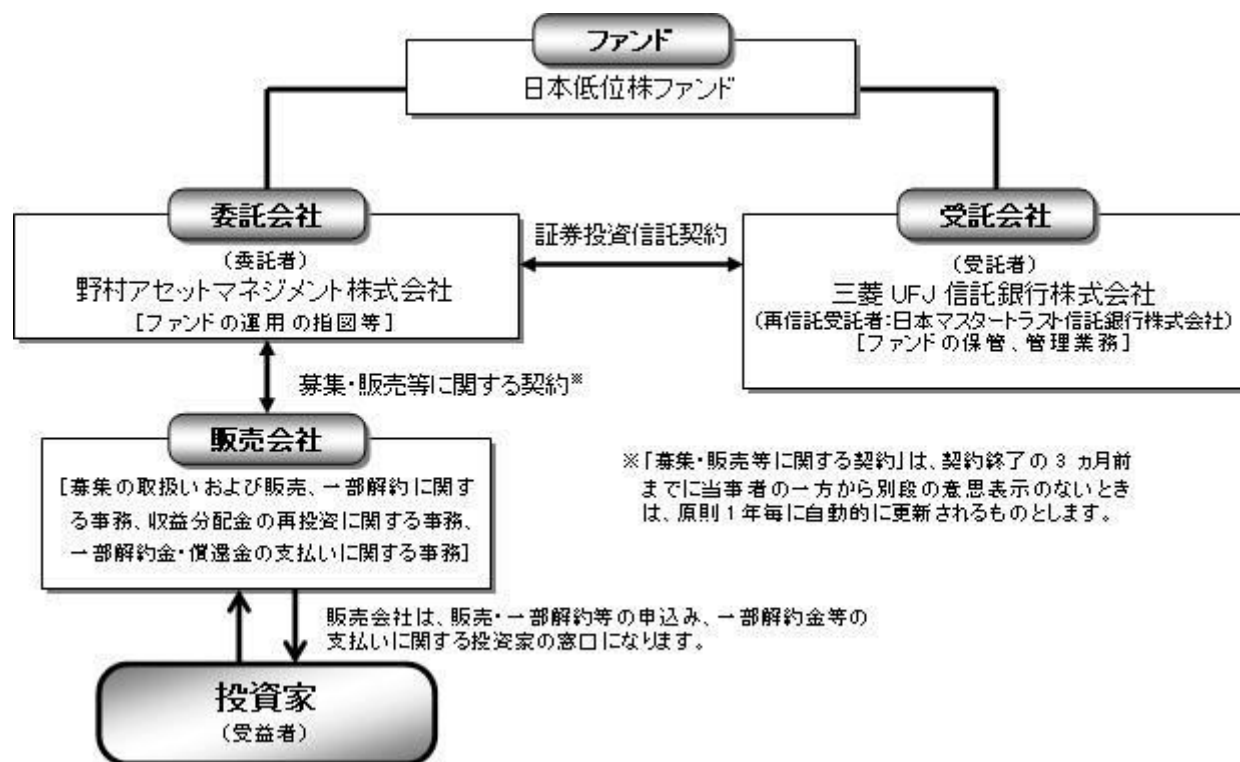 ファンド
日本低位株ファンド
委託会社
(委託者)
野村アセットマネジメント株式会社
[ファンドの運用の指図等]
証券投資信託契約
受託会社
(受託者)
三菱 UFJ 信託銀行株式会社
(再信託受託者:日本マスタートラスト信託銀行株式会社)
[ファンドの保管、管理業務]
募集・販売等に関する契約※
販売会社
[募集の取扱いおよび販売、一部解約に関す
る事務、収益分配金の再投資に関する事務、
一部解約金・償還金の支払いに関する事務]
※「募集・販売等に関する契約」は、契約終了の 3 ヵ月前
までに当事者の一方から別段の意思表示のないとき
は、原則 1 年毎に自動的に更新されるものとします。
販売会社は、販売・一部解約等の申込み、一部解約金等の
支払いに関する投資家の窓口になります。
投資家
(受益者)